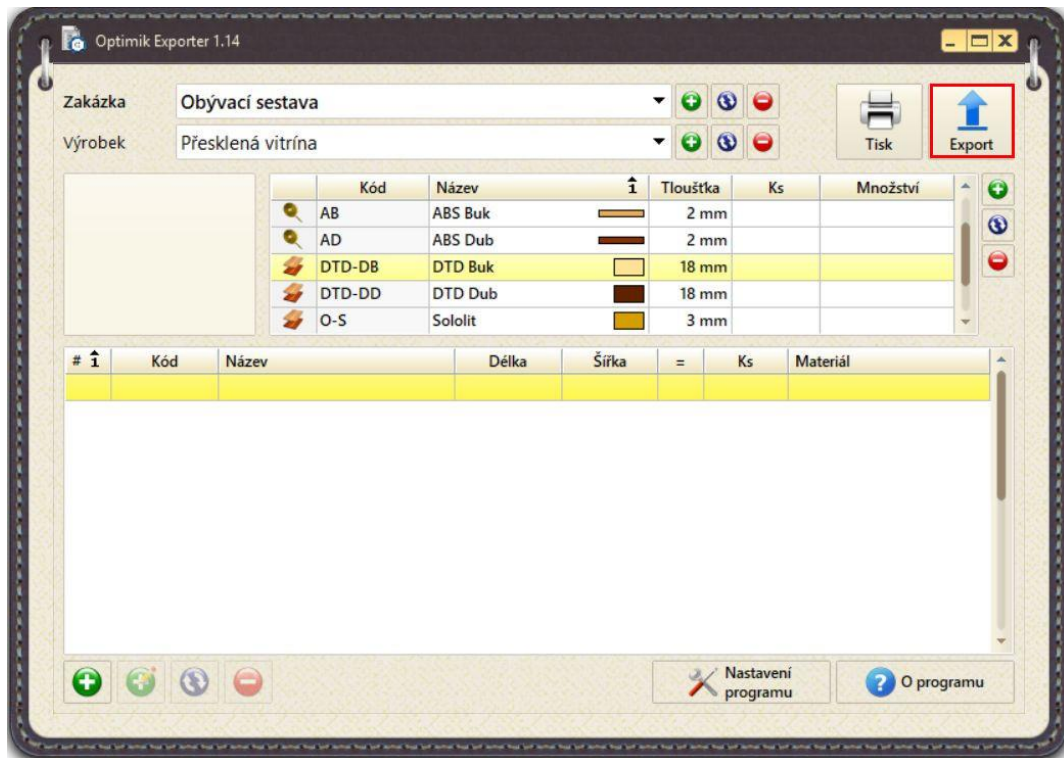 Optimik Exporter 1.14
Zakázka Obývací sestava
Výrobek Přesklená vitrína
Tisk Export
Kód Název 1 Tloušťka Ks Množství
AB ABS Buk 2 mm
AD ABS Dub 2 mm
DTD-DB DTD Buk 18 mm
DTD-DD DTD Dub 18 mm
O-S Sololit 3 mm
# 1 Kód Název Délka Šířka = Ks Materiál
Nastavení
programu
O programu